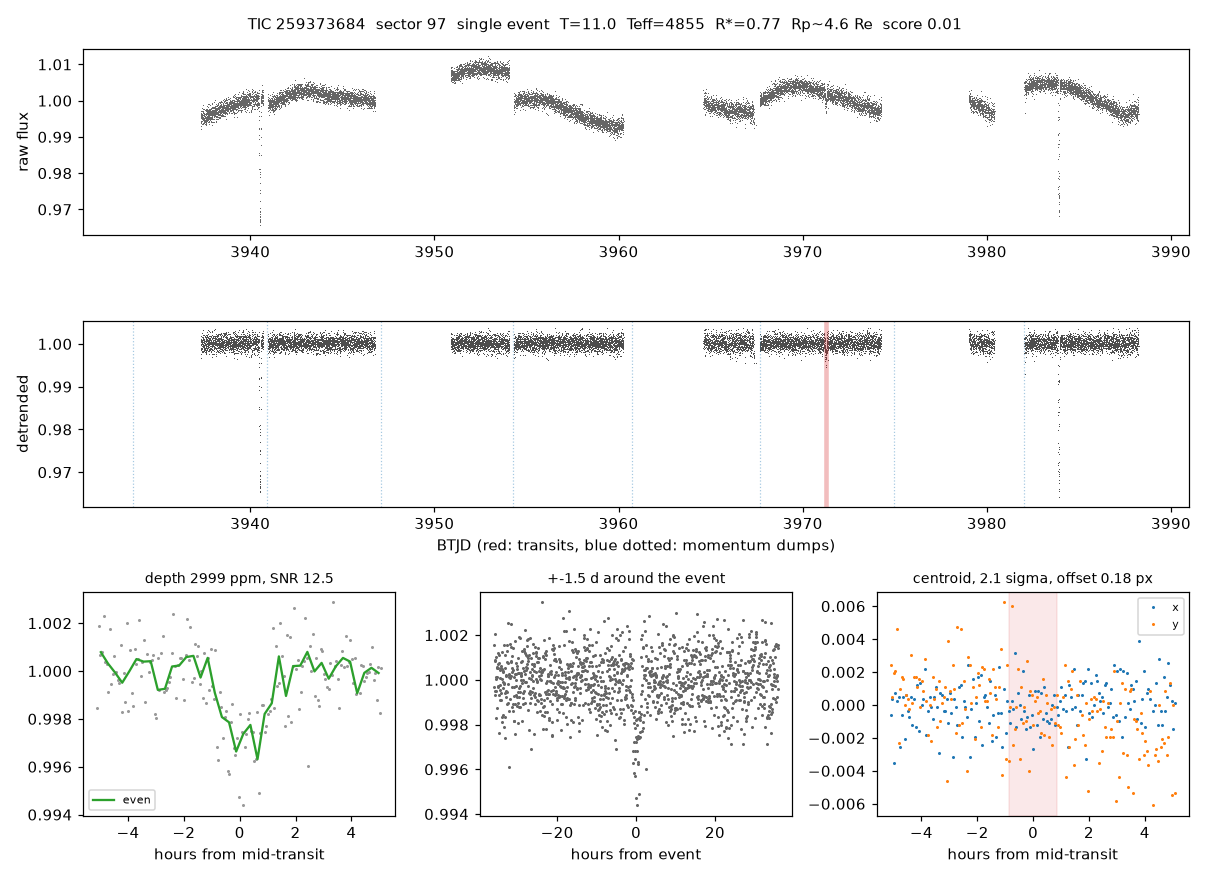 TIC 259373684  sector 97  single event  T=11.0  Teff=4855  R*=0.77  Rp~4.6 Re  score 0.01
raw flux
1.01
1.00
0.99
0.98
0.97
3940 3950 3960 3970 3980 3990
detrended
1.00
0.99
0.98
0.97
3940 3950 3960 3970 3980 3990
BTJD (red: transits, blue dotted: momentum dumps)
depth 2999 ppm, SNR 12.5
1.002
1.000
0.998
0.996
0.994
even
−4 −2 0 2 4
hours from mid-transit
+-1.5 d around the event
1.002
1.000
0.998
0.996
0.994
−20 0 20
hours from event
centroid, 2.1 sigma, offset 0.18 px
0.006
0.004
0.002
0.000
−0.002
−0.004
−0.006
x
y
−4 −2 0 2 4
hours from mid-transit